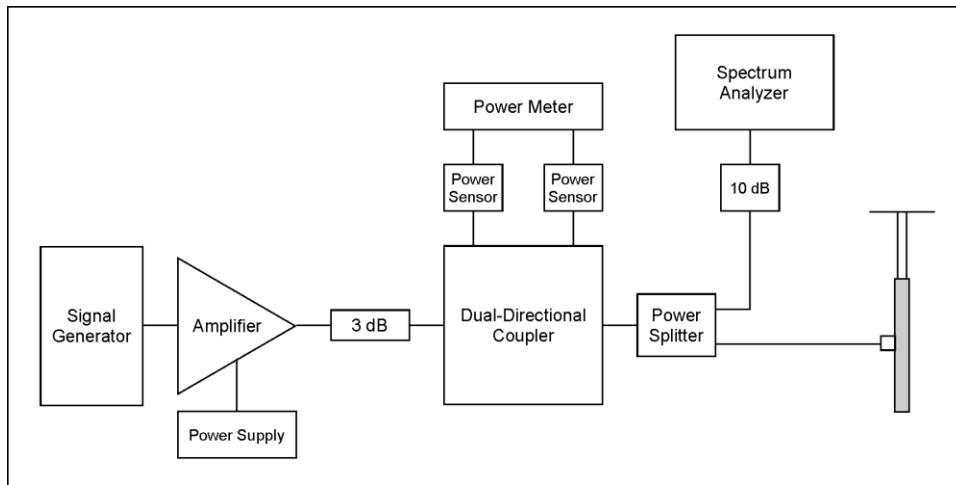 Spectrum
Analyzer
Power Meter
Power
Sensor
Power
Sensor
10 dB
Signal
Generator
Amplifier
3 dB
Dual-Directional
Coupler
Power
Splitter
Power Supply